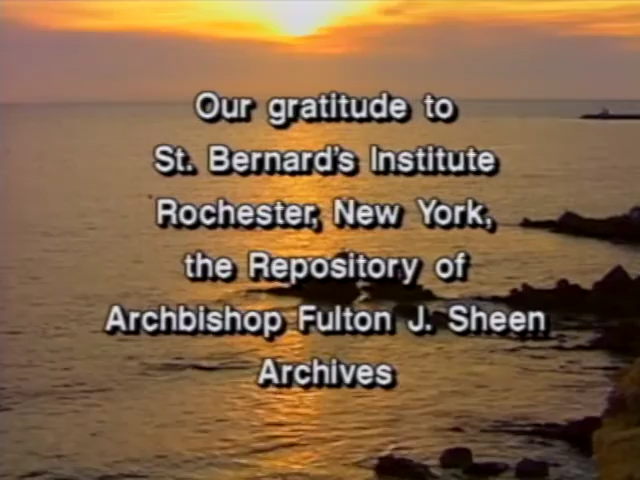 Our gratitude to
St. Bernard's Institute
Rochester, New York,
the Repository of
Archbishop Fulton J. Sheen
Archives